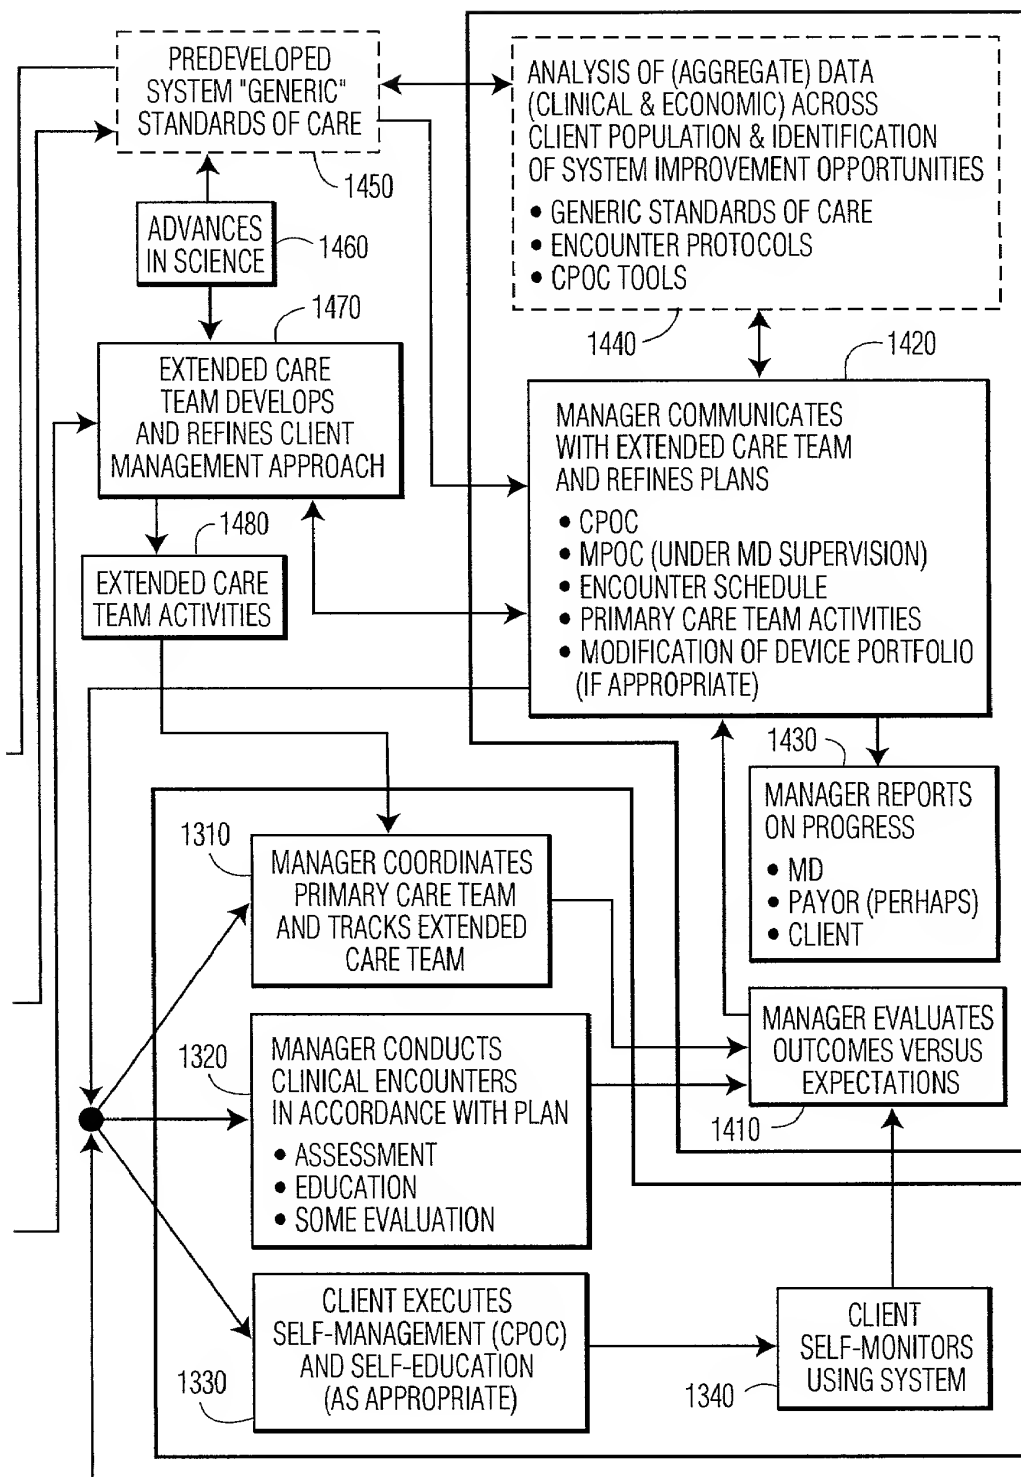 PREDEVELOPED
SYSTEM "GENERIC"
STANDARDS OF CARE
1450
ANALYSIS OF (AGGREGATE) DATA
(CLINICAL & ECONOMIC) ACROSS
CLIENT POPULATION & IDENTIFICATION
OF SYSTEM IMPROVEMENT OPPORTUNITIES
• GENERIC STANDARDS OF CARE
• ENCOUNTER PROTOCOLS
• CPOC TOOLS
1440
ADVANCES
IN SCIENCE
1460
1470
EXTENDED CARE
TEAM DEVELOPS
AND REFINES CLIENT
MANAGEMENT APPROACH
1420
MANAGER COMMUNICATES
WITH EXTENDED CARE TEAM
AND REFINES PLANS
• CPOC
• MPOC (UNDER MD SUPERVISION)
• ENCOUNTER SCHEDULE
• PRIMARY CARE TEAM ACTIVITIES
• MODIFICATION OF DEVICE PORTFOLIO
(IF APPROPRIATE)
1480
EXTENDED CARE
TEAM ACTIVITIES
1430
MANAGER REPORTS
ON PROGRESS
• MD
• PAYOR (PERHAPS)
• CLIENT
1310
MANAGER COORDINATES
PRIMARY CARE TEAM
AND TRACKS EXTENDED
CARE TEAM
MANAGER EVALUATES
OUTCOMES VERSUS
EXPECTATIONS
1410
1320
MANAGER CONDUCTS
CLINICAL ENCOUNTERS
IN ACCORDANCE WITH PLAN
• ASSESSMENT
• EDUCATION
• SOME EVALUATION
CLIENT EXECUTES
SELF-MANAGEMENT (CPOC)
AND SELF-EDUCATION
(AS APPROPRIATE)
1330
CLIENT
SELF-MONITORS
USING SYSTEM
1340